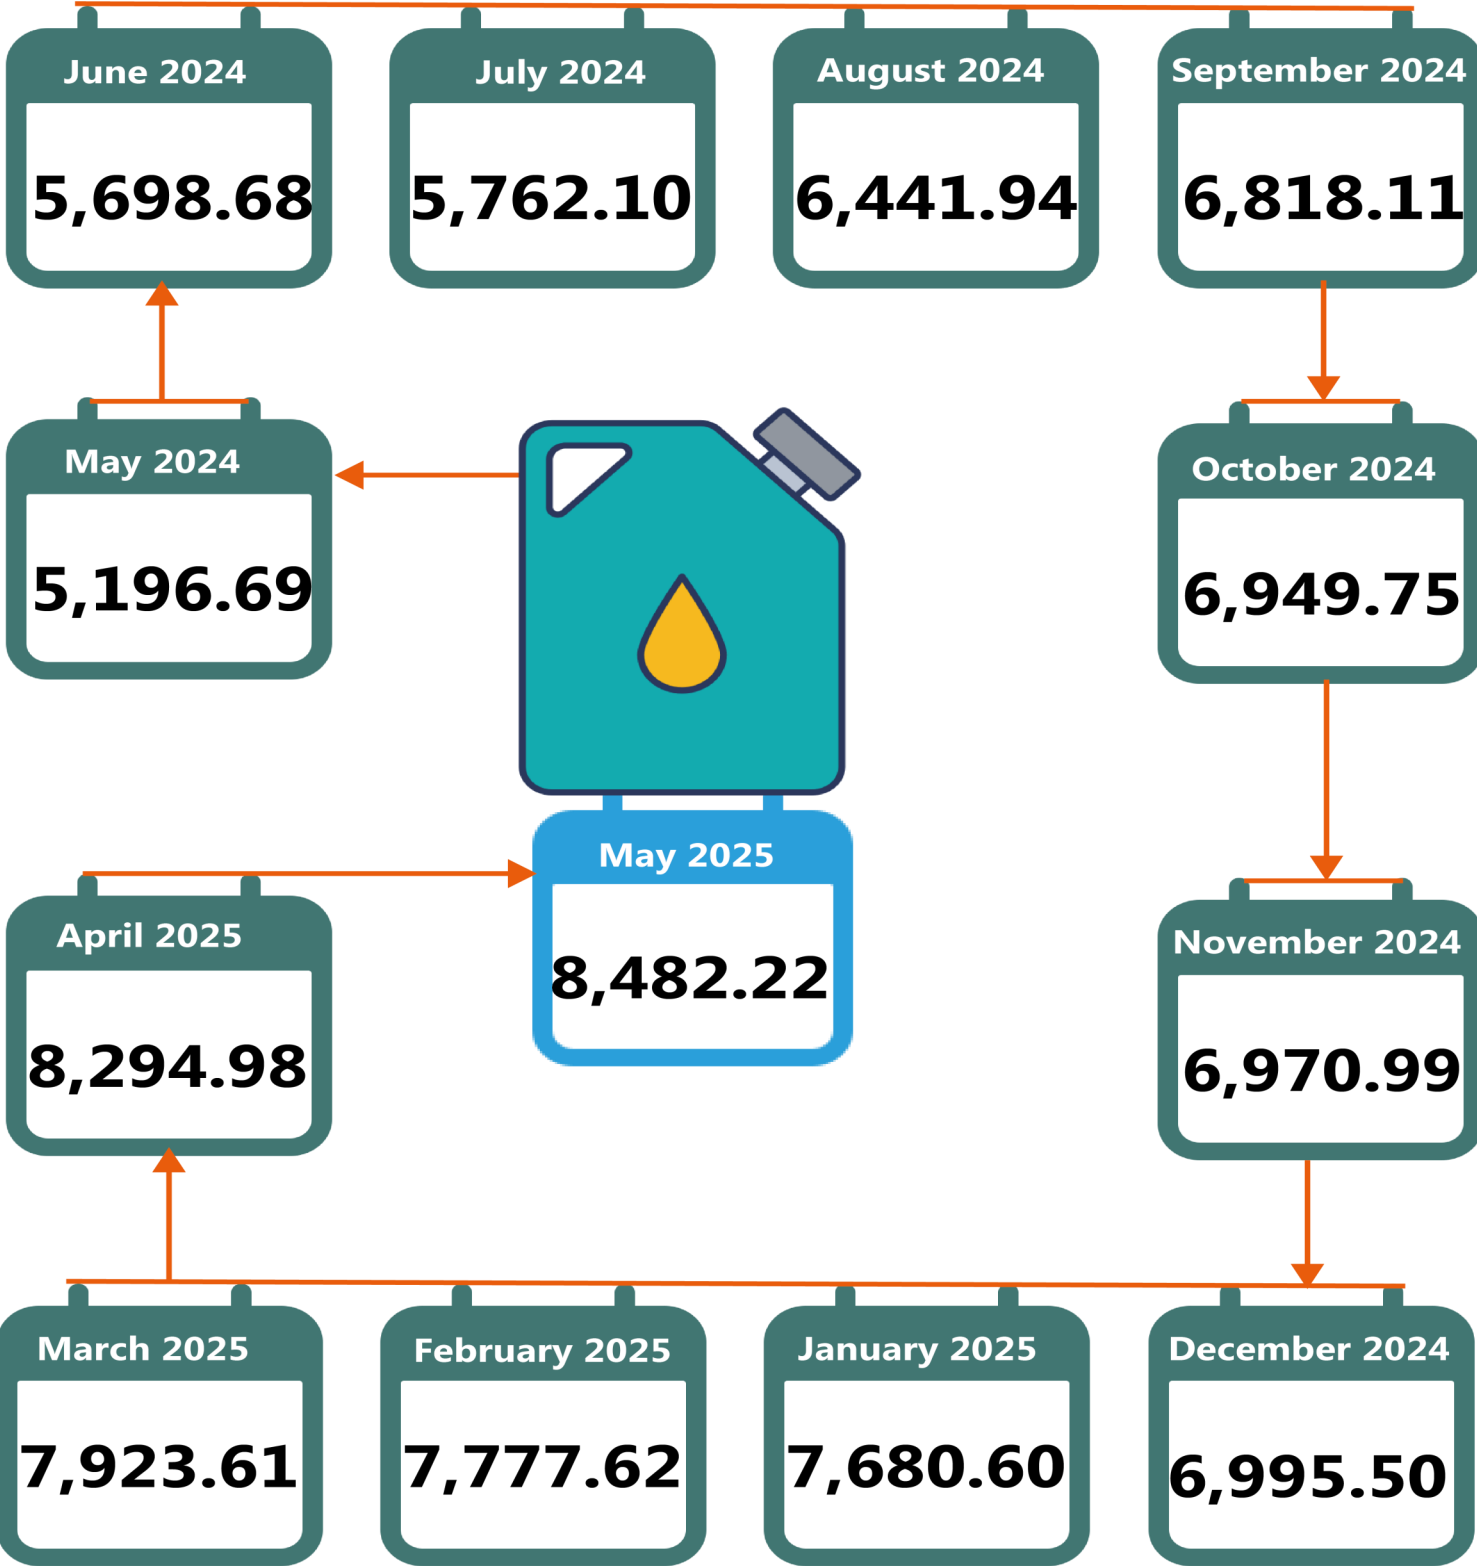 June 2024
5,698.68
July 2024
5,762.10
August 2024
6,441.94
September 2024
6,818.11
May 2024
5,196.69
October 2024
6,949.75
May 2025
8,482.22
April 2025
8,294.98
November 2024
6,970.99
March 2025
7,923.61
February 2025
7,777.62
January 2025
7,680.60
December 2024
6,995.50